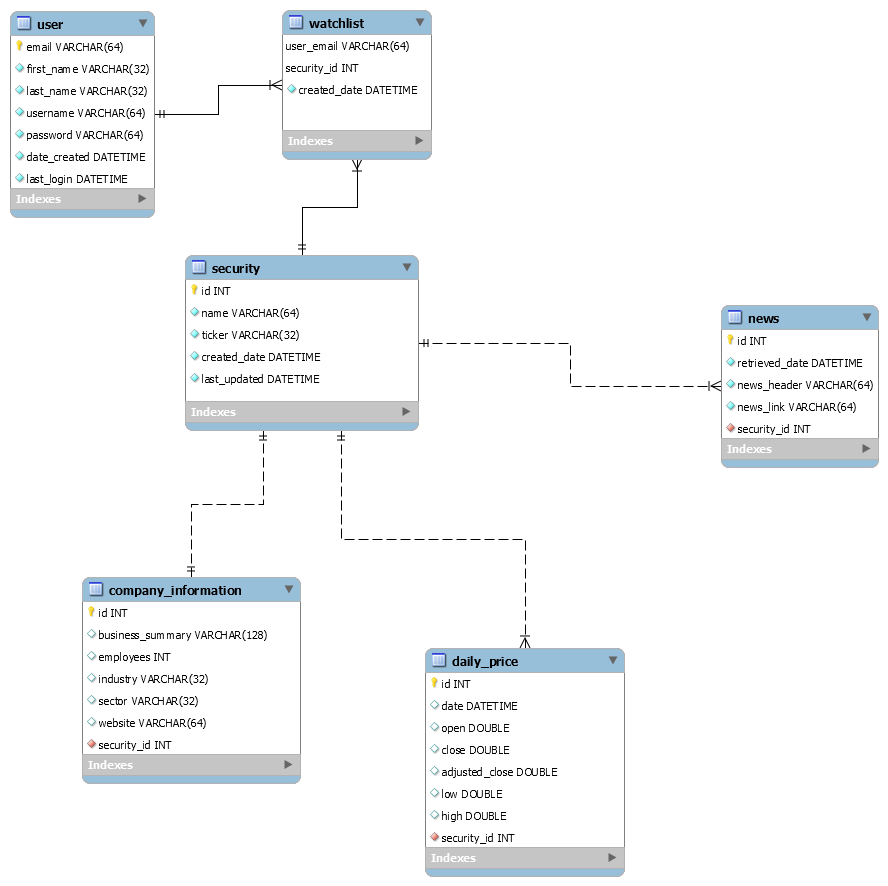 user
email VARCHAR(64)
first_name VARCHAR(32)
last_name VARCHAR(32)
username VARCHAR(64)
password VARCHAR(64)
date_created DATETIME
last_login DATETIME
Indexes
watchlist
user_email VARCHAR(64)
security_id INT
created_date DATETIME
Indexes
security
id INT
name VARCHAR(64)
ticker VARCHAR(32)
created_date DATETIME
last_updated DATETIME
Indexes
news
id INT
retrieved_date DATETIME
news_header VARCHAR(64)
news_link VARCHAR(64)
security_id INT
Indexes
company_information
id INT
business_summary VARCHAR(128)
employees INT
industry VARCHAR(32)
sector VARCHAR(32)
website VARCHAR(64)
security_id INT
Indexes
daily_price
id INT
date DATETIME
open DOUBLE
close DOUBLE
adjusted_close DOUBLE
low DOUBLE
high DOUBLE
security_id INT
Indexes